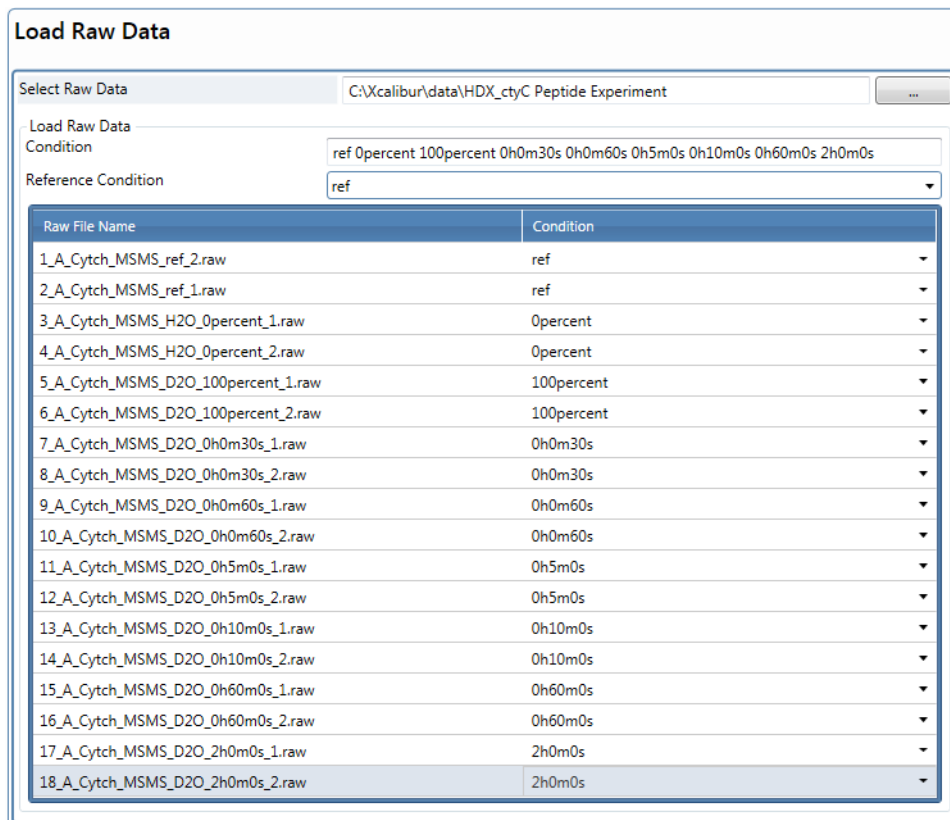 Load Raw Data
Select Raw Data C:\Xcalibur\data\HDX_ctyC Peptide Experiment ...
Load Raw Data
Condition ref 0percent 100percent 0h0m30s 0h0m60s 0h5m0s 0h10m0s 0h60m0s 2h0m0s
Reference Condition ref
Raw File Name Condition
1_A_Cytch_MSMS_ref_2.raw ref
2_A_Cytch_MSMS_ref_1.raw ref
3_A_Cytch_MSMS_H2O_0percent_1.raw 0percent
4_A_Cytch_MSMS_H2O_0percent_2.raw 0percent
5_A_Cytch_MSMS_D2O_100percent_1.raw 100percent
6_A_Cytch_MSMS_D2O_100percent_2.raw 100percent
7_A_Cytch_MSMS_D2O_0h0m30s_1.raw 0h0m30s
8_A_Cytch_MSMS_D2O_0h0m30s_2.raw 0h0m30s
9_A_Cytch_MSMS_D2O_0h0m60s_1.raw 0h0m60s
10_A_Cytch_MSMS_D2O_0h0m60s_2.raw 0h0m60s
11_A_Cytch_MSMS_D2O_0h5m0s_1.raw 0h5m0s
12_A_Cytch_MSMS_D2O_0h5m0s_2.raw 0h5m0s
13_A_Cytch_MSMS_D2O_0h10m0s_1.raw 0h10m0s
14_A_Cytch_MSMS_D2O_0h10m0s_2.raw 0h10m0s
15_A_Cytch_MSMS_D2O_0h60m0s_1.raw 0h60m0s
16_A_Cytch_MSMS_D2O_0h60m0s_2.raw 0h60m0s
17_A_Cytch_MSMS_D2O_2h0m0s_1.raw 2h0m0s
18_A_Cytch_MSMS_D2O_2h0m0s_2.raw 2h0m0s